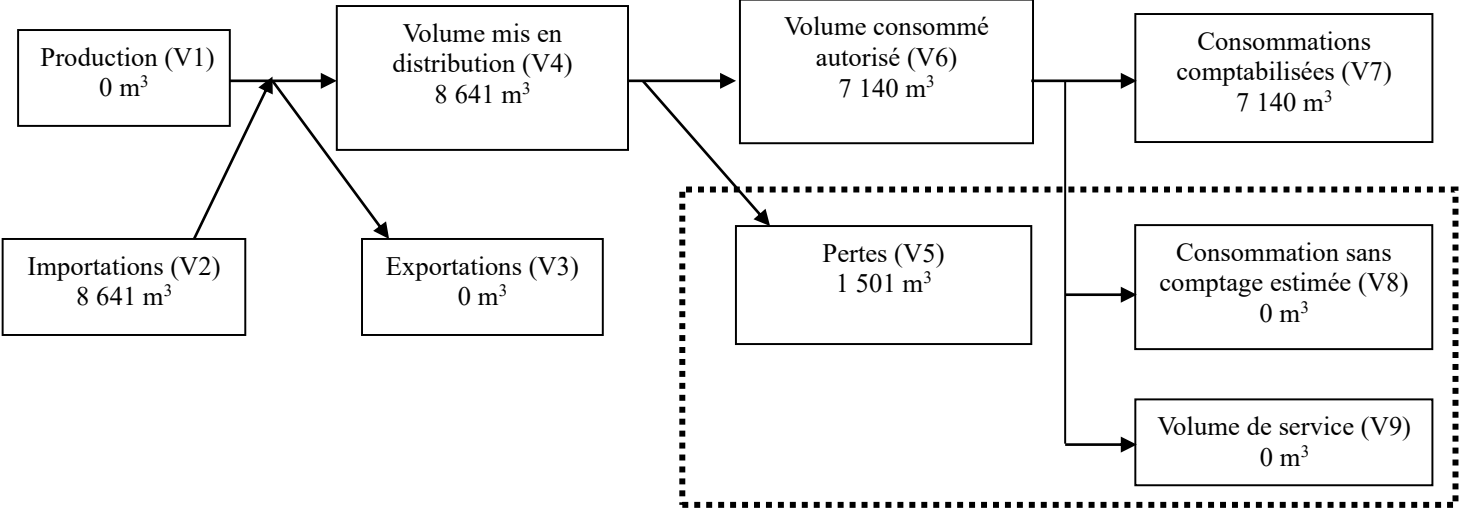 Production (V1)
0 m³
Volume mis en
distribution (V4)
8 641 m³
Volume consommé
autorisé (V6)
7 140 m³
Consommations
comptabilisées (V7)
7 140 m³
Importations (V2)
8 641 m³
Exportations (V3)
0 m³
Pertes (V5)
1 501 m³
Consommation sans
comptage estimée (V8)
0 m³
Volume de service (V9)
0 m³